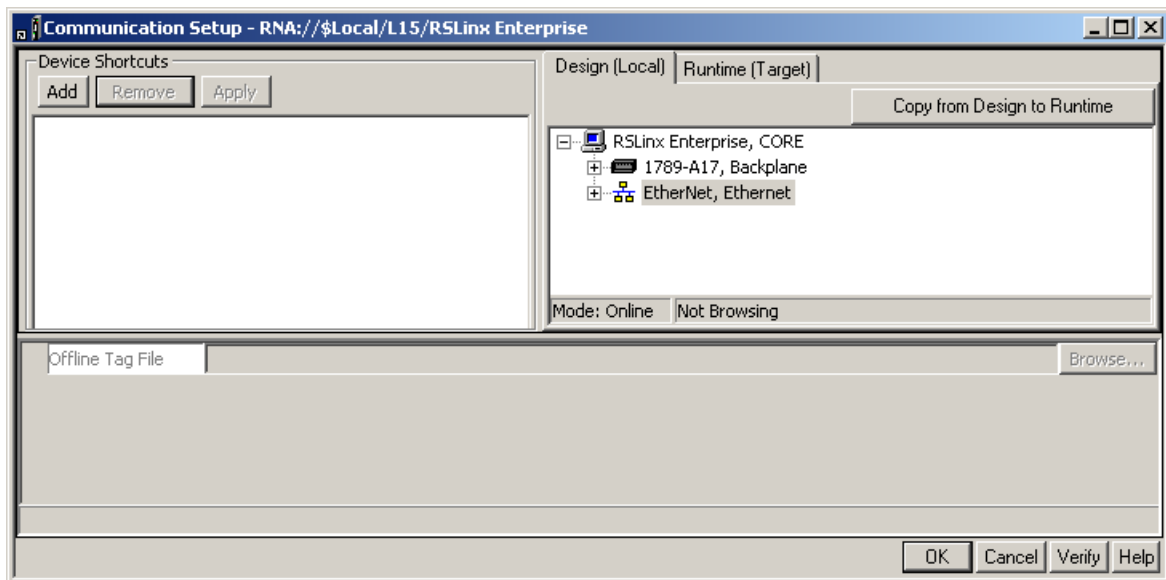 Communication Setup - RNA://$Local/L15/RSLinx Enterprise
Device Shortcuts
Add Remove Apply
Design (Local) Runtime (Target)
Copy from Design to Runtime
RSLinx Enterprise, CORE
1789-A17, Backplane
EtherNet, Ethernet
Mode: Online Not Browsing
Offline Tag File Browse...
OK Cancel Verify Help